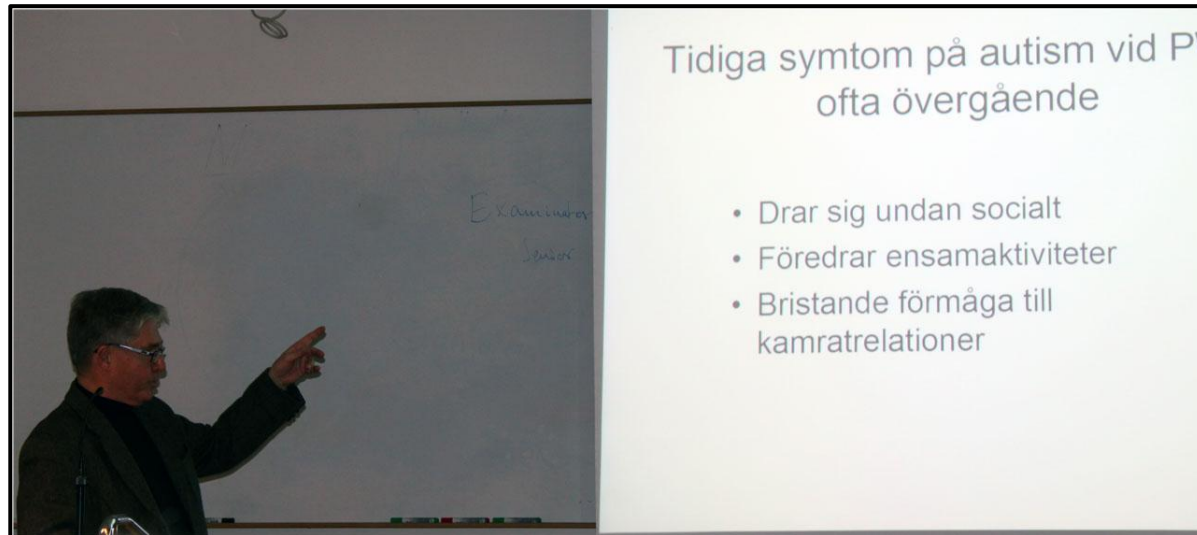 Examinator
Sensor
Tidiga symtom på autism vid P
ofta övergående
• Drar sig undan socialt
• Föredrar ensamaktiviteter
• Bristande förmåga till
kamratrelationer